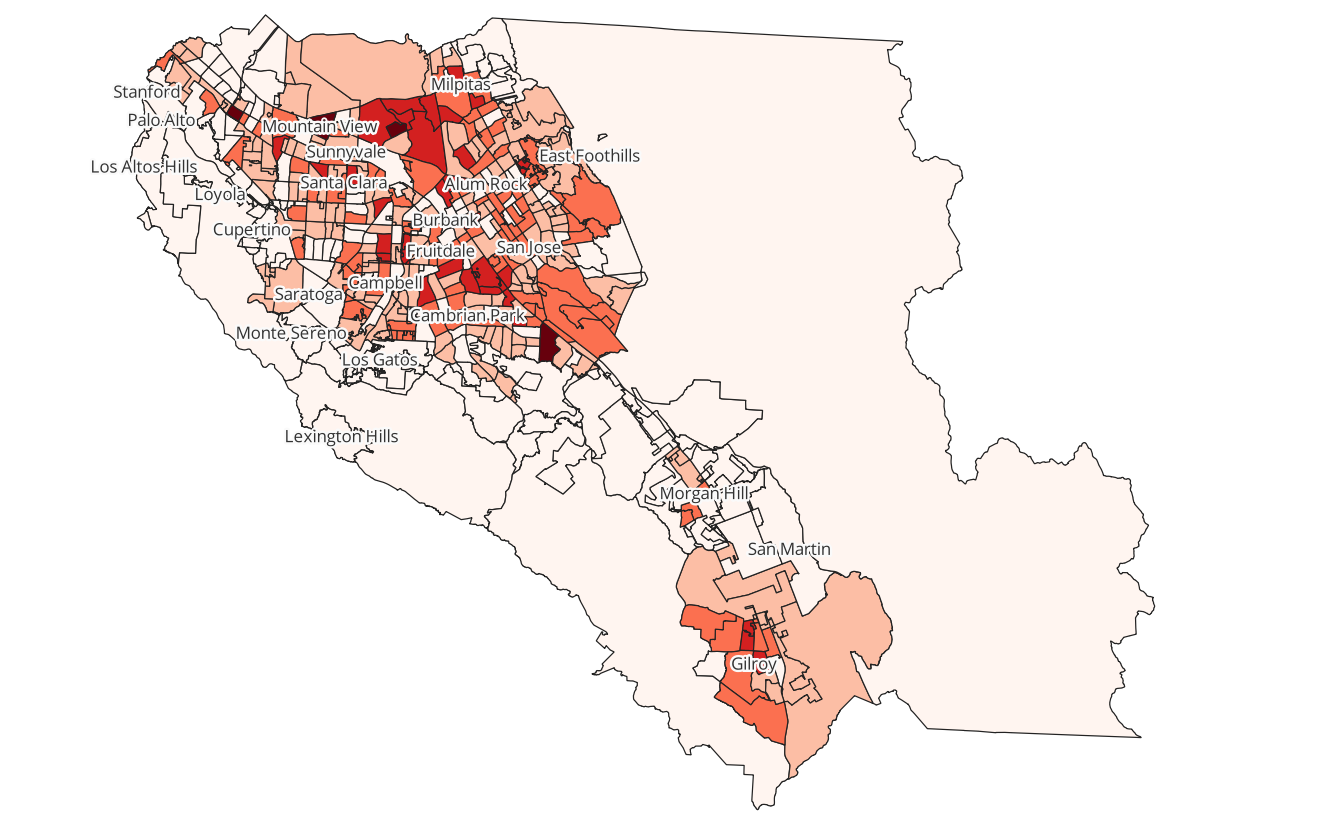 Milpitas
Stanford
Palo Alto
Mountain View
Sunnyvale
East Foothills
Los Altos Hills
Santa Clara
Alum Rock
Loyola
Burbank
Cupertino
Fruitdale
San Jose
Campbell
Saratoga
Cambrian Park
Monte Sereno
Los Gatos
Lexington Hills
Morgan Hill
San Martin
Gilroy